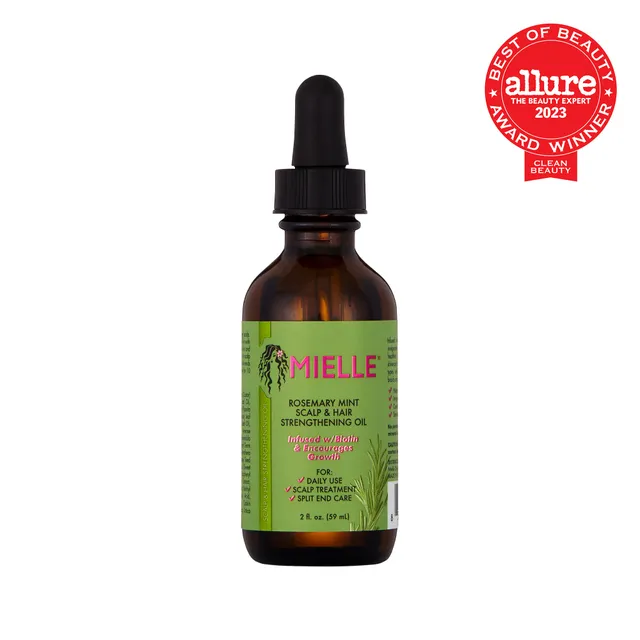 BEST OF BEAUTY
allure
THE BEAUTY EXPERT
2023
AWARD WINNER
CLEAN
BEAUTY
MIELLE
ROSEMARY MINT
SCALP & HAIR
STRENGTHENING OIL
Infused w/Biotin
& Encourages
Growth
FOR:
DAILY USE
SCALP TREATMENT
SPLIT END CARE
2 fl. oz. (59 mL)